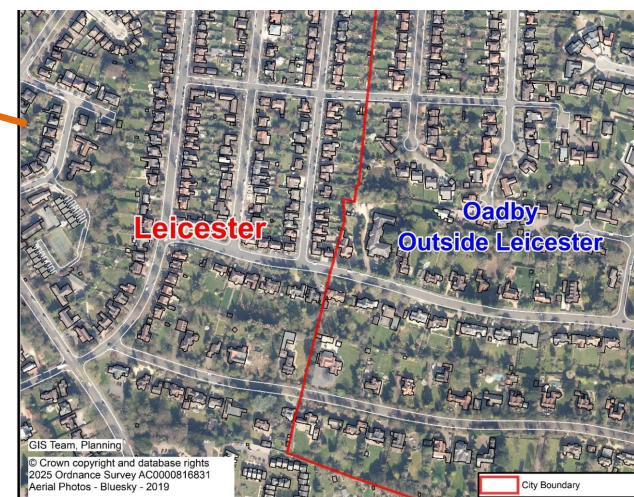 Leicester
Oadby
Outside Leicester
GIS Team, Planning
© Crown copyright and database rights
2025 Ordnance Survey AC0000816831
Aerial Photos - Bluesky - 2019
City Boundary